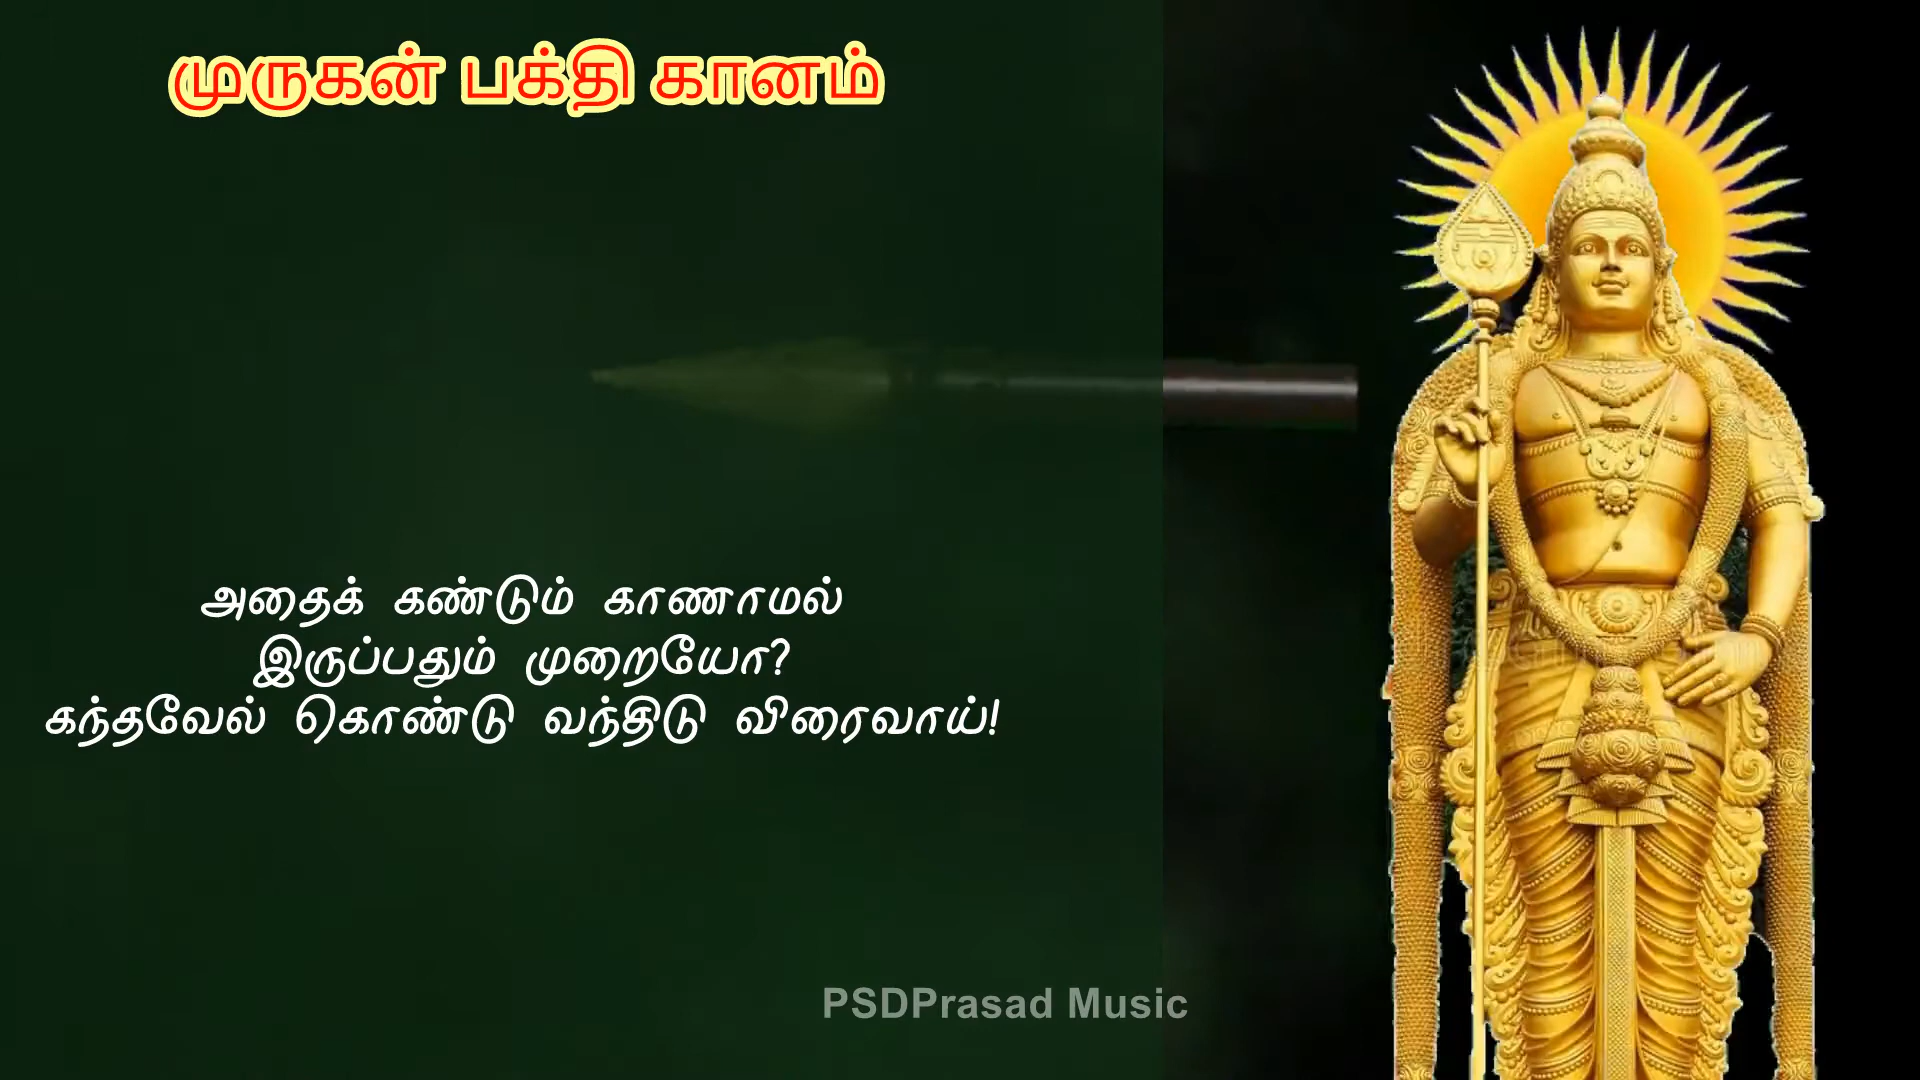 முருகன் பக்தி கானம்
அதைக் கண்டும் காணாமல்
இருப்பதும் முறையோ?
கந்தவேல் கொண்டு வந்திடு விரைவாய்!
PSDPrasad Music